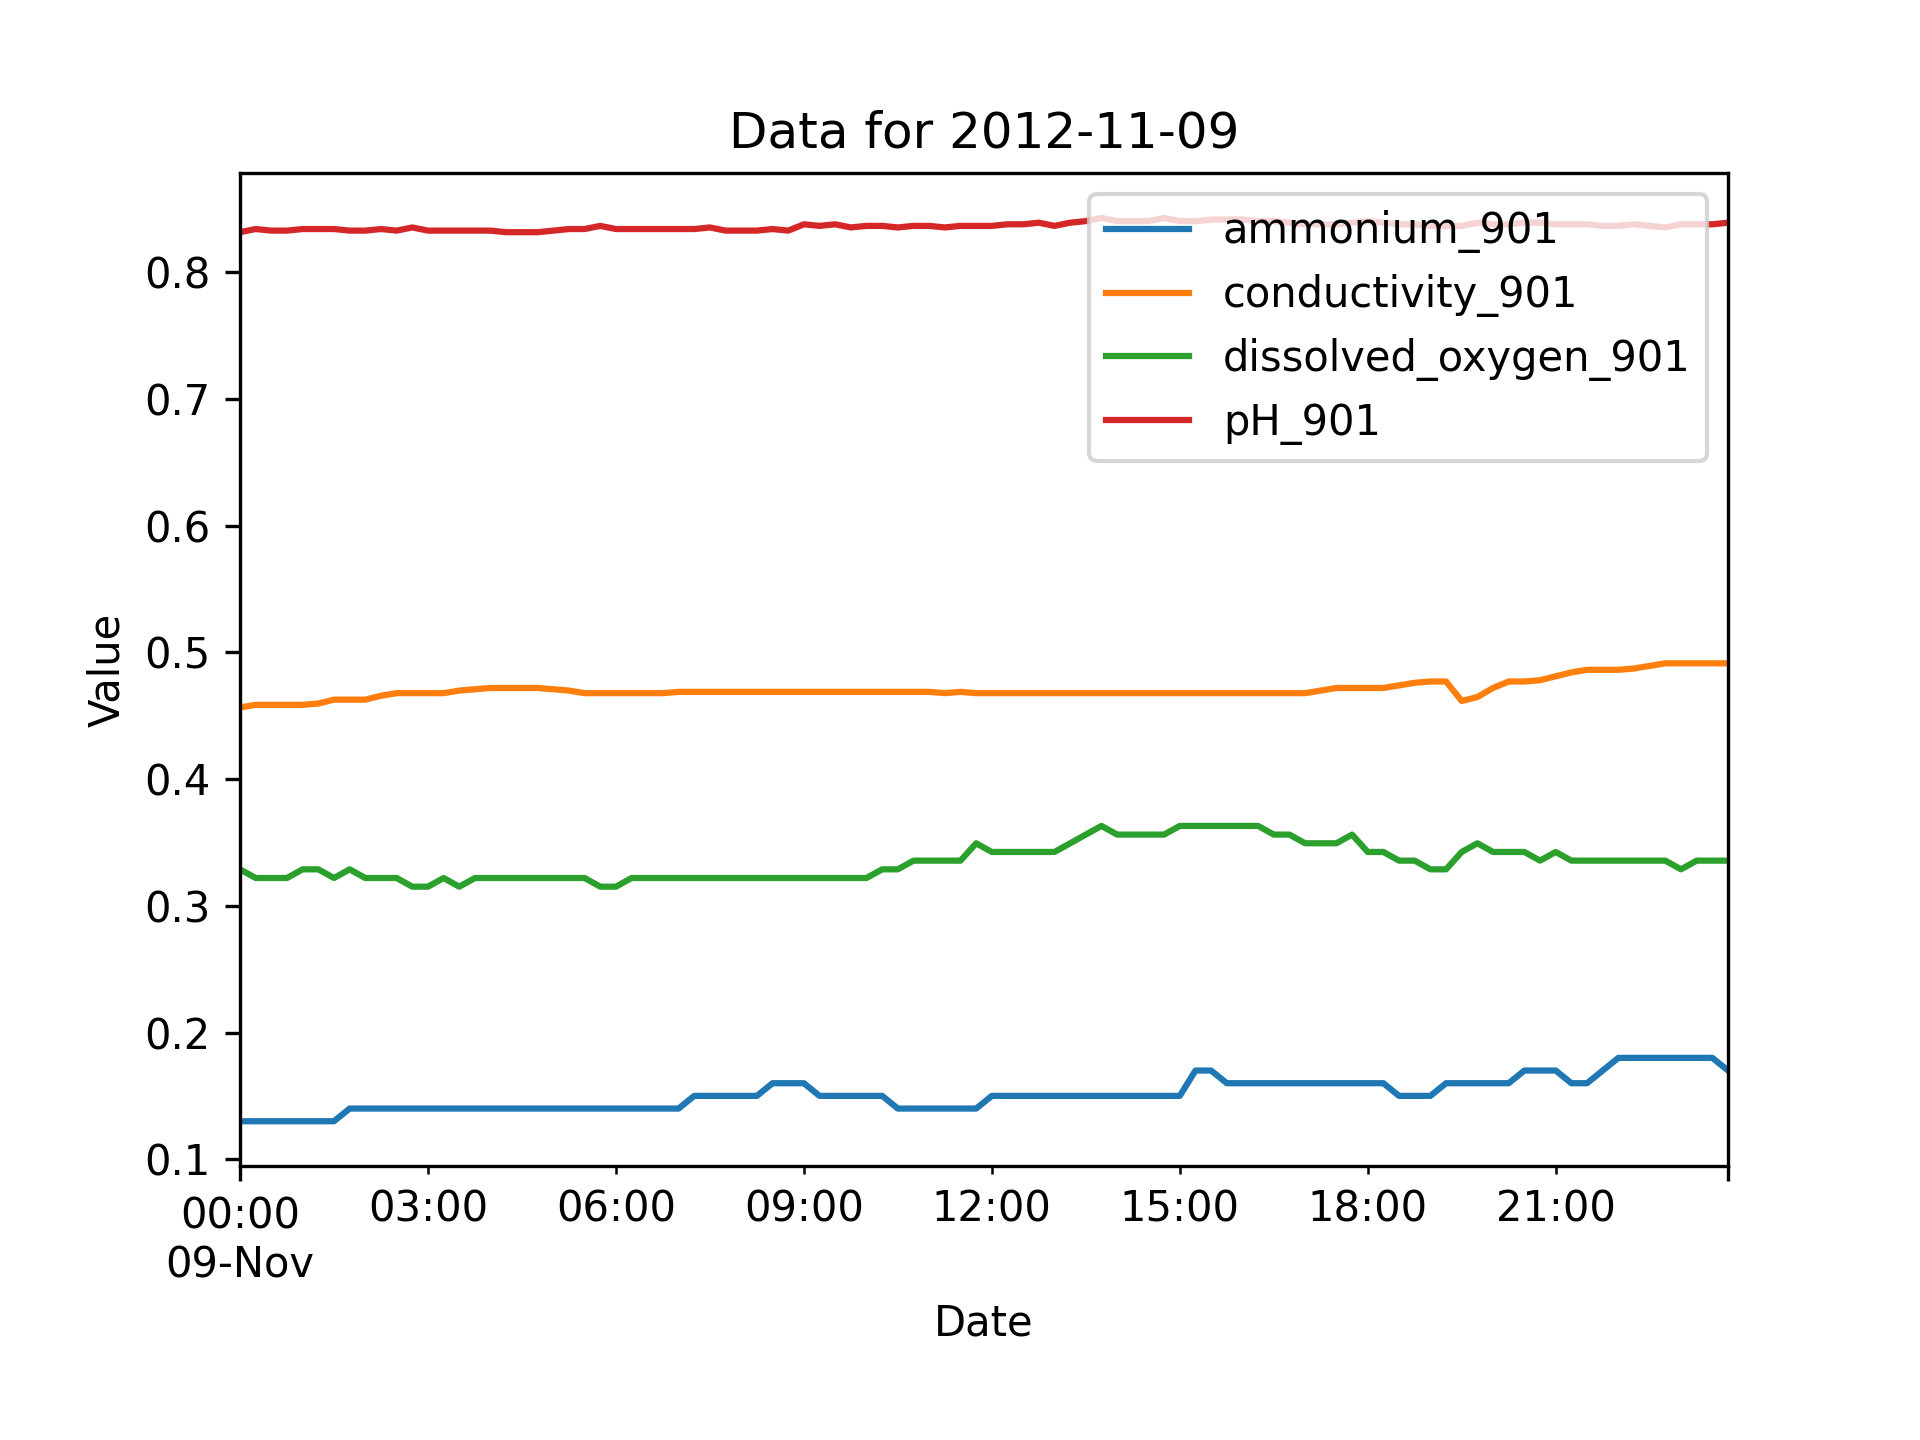 Data for 2012-11-09
ammonium_901
conductivity_901
dissolved_oxygen_901
pH_901
Value
0.8
0.7
0.6
0.5
0.4
0.3
0.2
0.1
00:00 03:00 06:00 09:00 12:00 15:00 18:00 21:00
09-Nov
Date